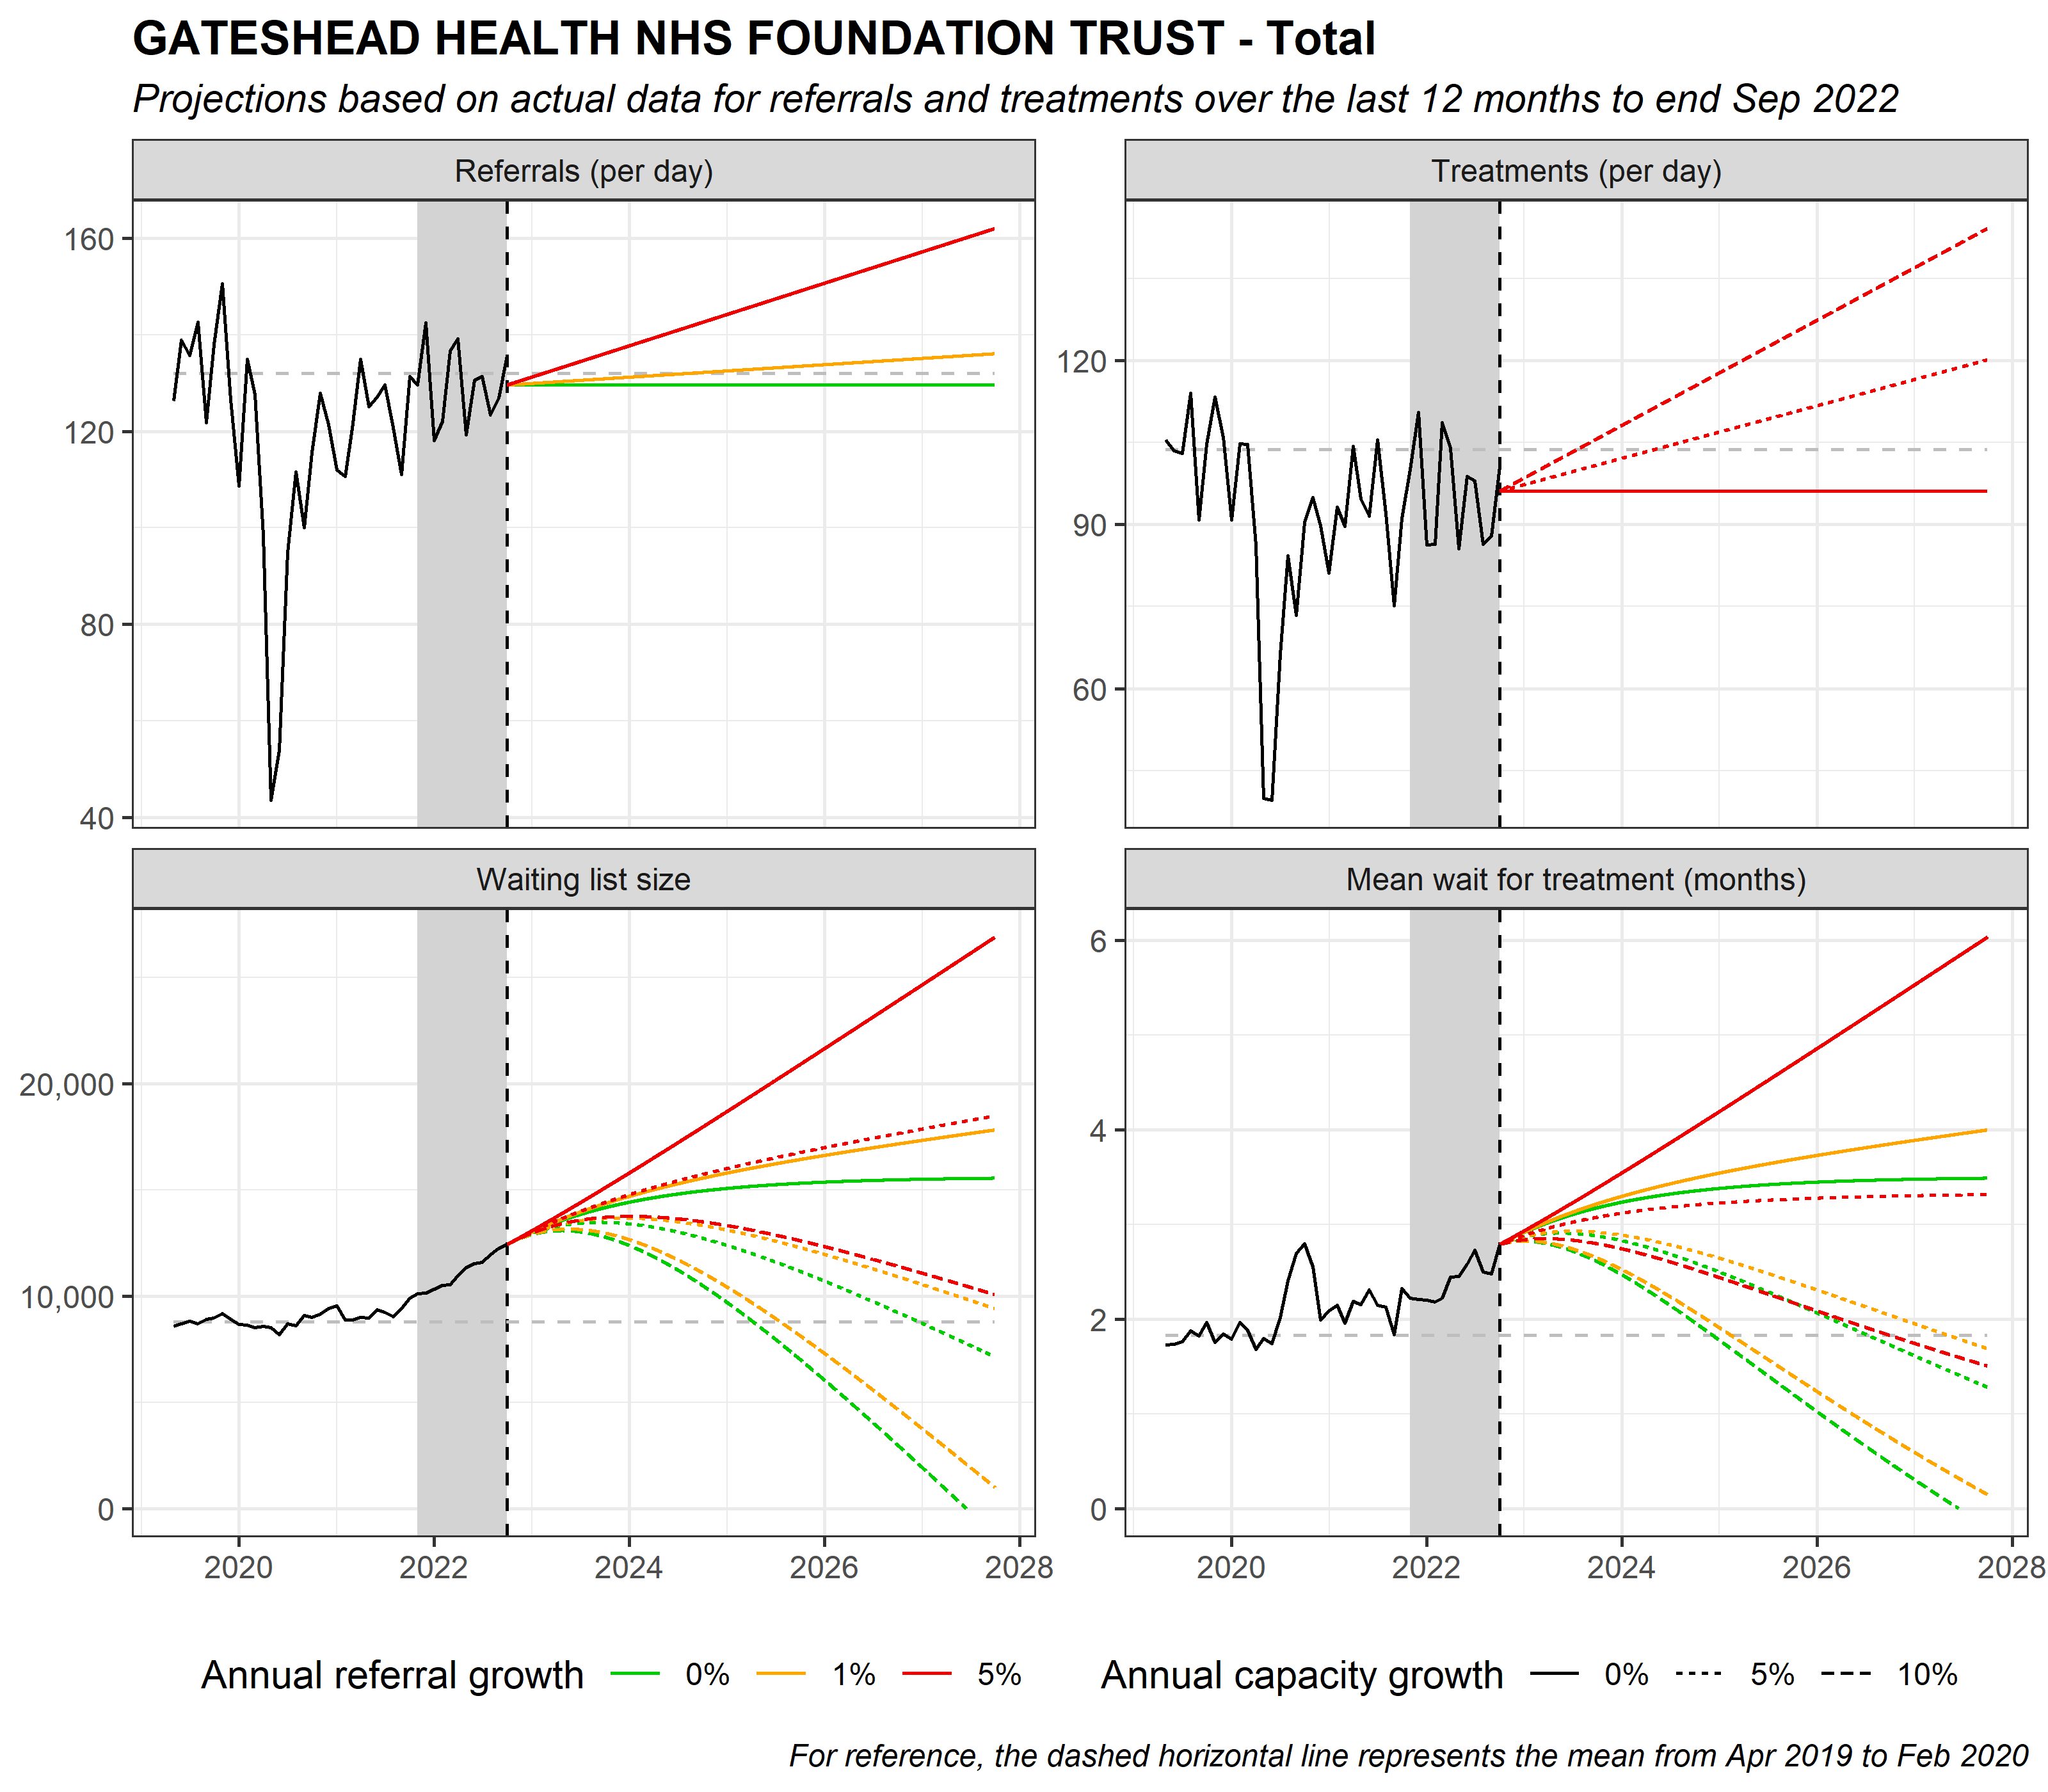 GATESHEAD HEALTH NHS FOUNDATION TRUST - Total
Projections based on actual data for referrals and treatments over the last 12 months to end Sep 2022
Referrals (per day)
160
120
80
40
Treatments (per day)
120
90
60
Waiting list size
20,000
10,000
0
2020 2022 2024 2026 2028
Mean wait for treatment (months)
6
4
2
0
2020 2022 2024 2026 2028
Annual referral growth 0% 1% 5%
Annual capacity growth 0% 5% 10%
For reference, the dashed horizontal line represents the mean from Apr 2019 to Feb 2020